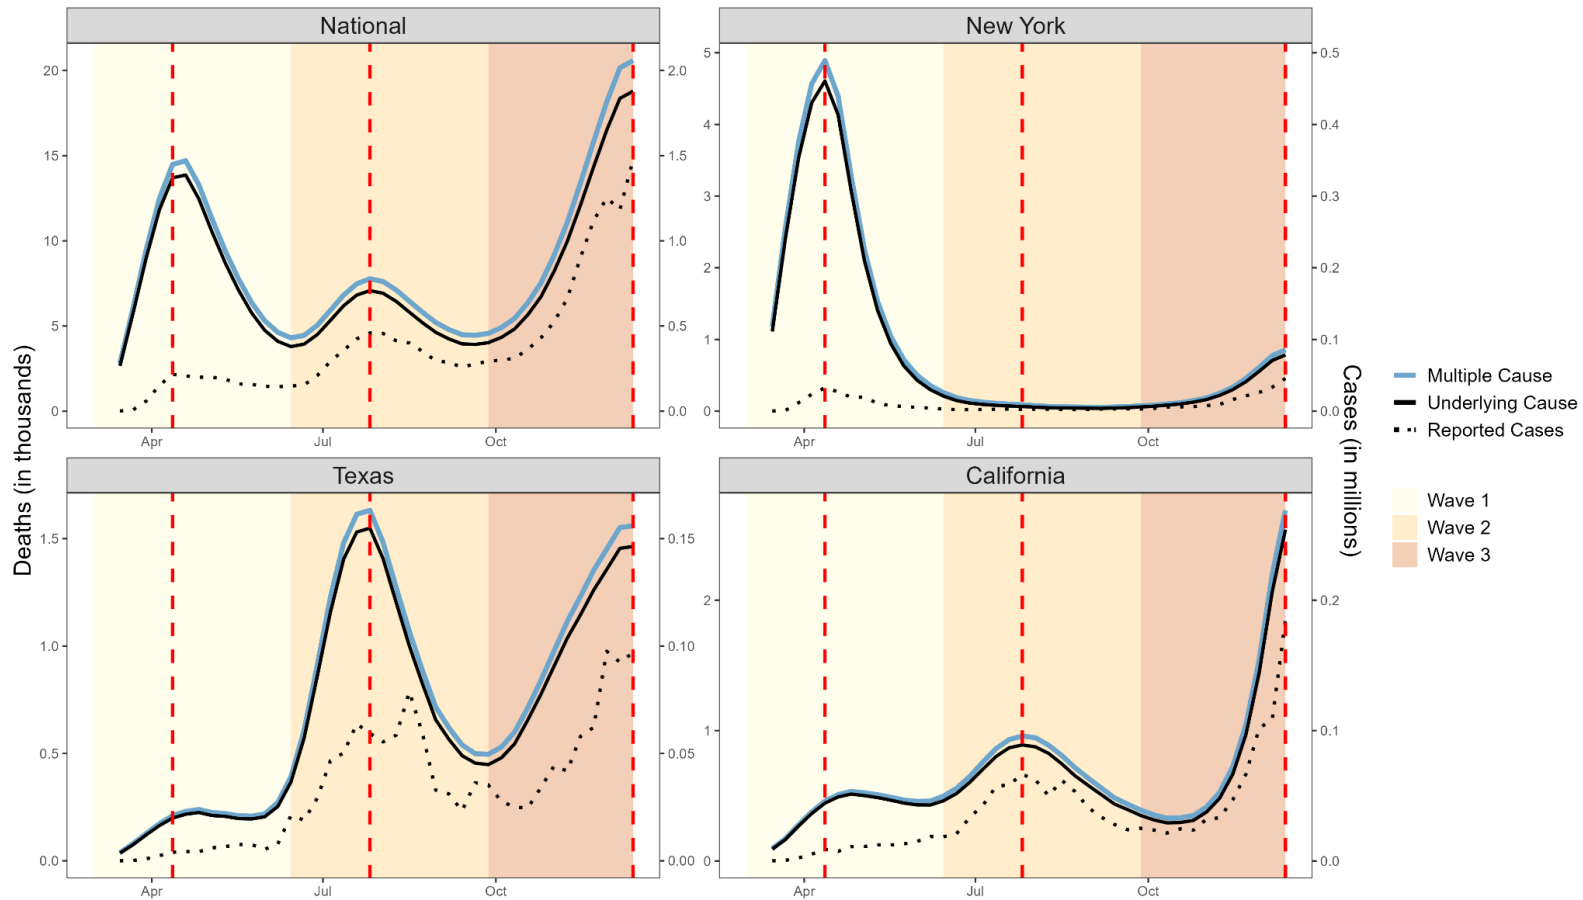 National
New York
20
15
10
5
0
2.0
1.5
1.0
0.5
0.0
5
4
3
2
1
0
0.5
0.4
0.3
0.2
0.1
0.0
Apr
Jul
Oct
Apr
Jul
Oct
Deaths (in thousands)
Cases (in millions)
Texas
California
1.5
1.0
0.5
0.0
0.15
0.10
0.05
0.00
2
1
0
0.2
0.1
0.0
Apr
Jul
Oct
Apr
Jul
Oct
Multiple Cause
Underlying Cause
Reported Cases
Wave 1
Wave 2
Wave 3